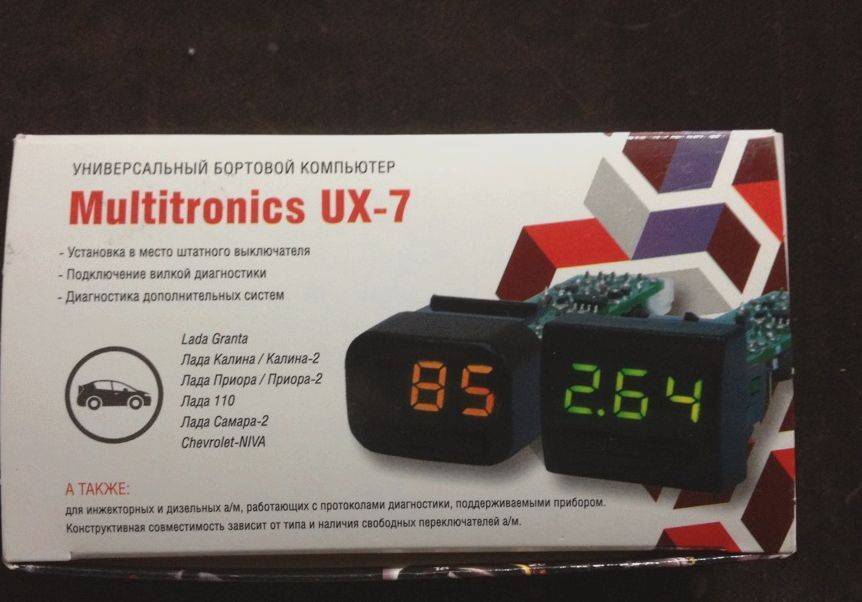 УНИВЕРСАЛЬНЫЙ БОРТОВОЙ КОМПЬЮТЕР
Multitronics UX-7
- Установка в место штатного выключателя
- Подключение вилкой диагностики
- Диагностика дополнительных систем
Lada Granta
Лада Калина / Калина-2
Лада Приора / Приора-2
Лада 110
Лада Самара-2
Chevrolet-NIVA
85
2.64
А ТАКЖЕ:
для инжекторных и дизельных а/м, работающих с протоколами диагностики, поддерживаемыми прибором.
Конструктивная совместимость зависит от типа и наличия свободных переключателей а/м.